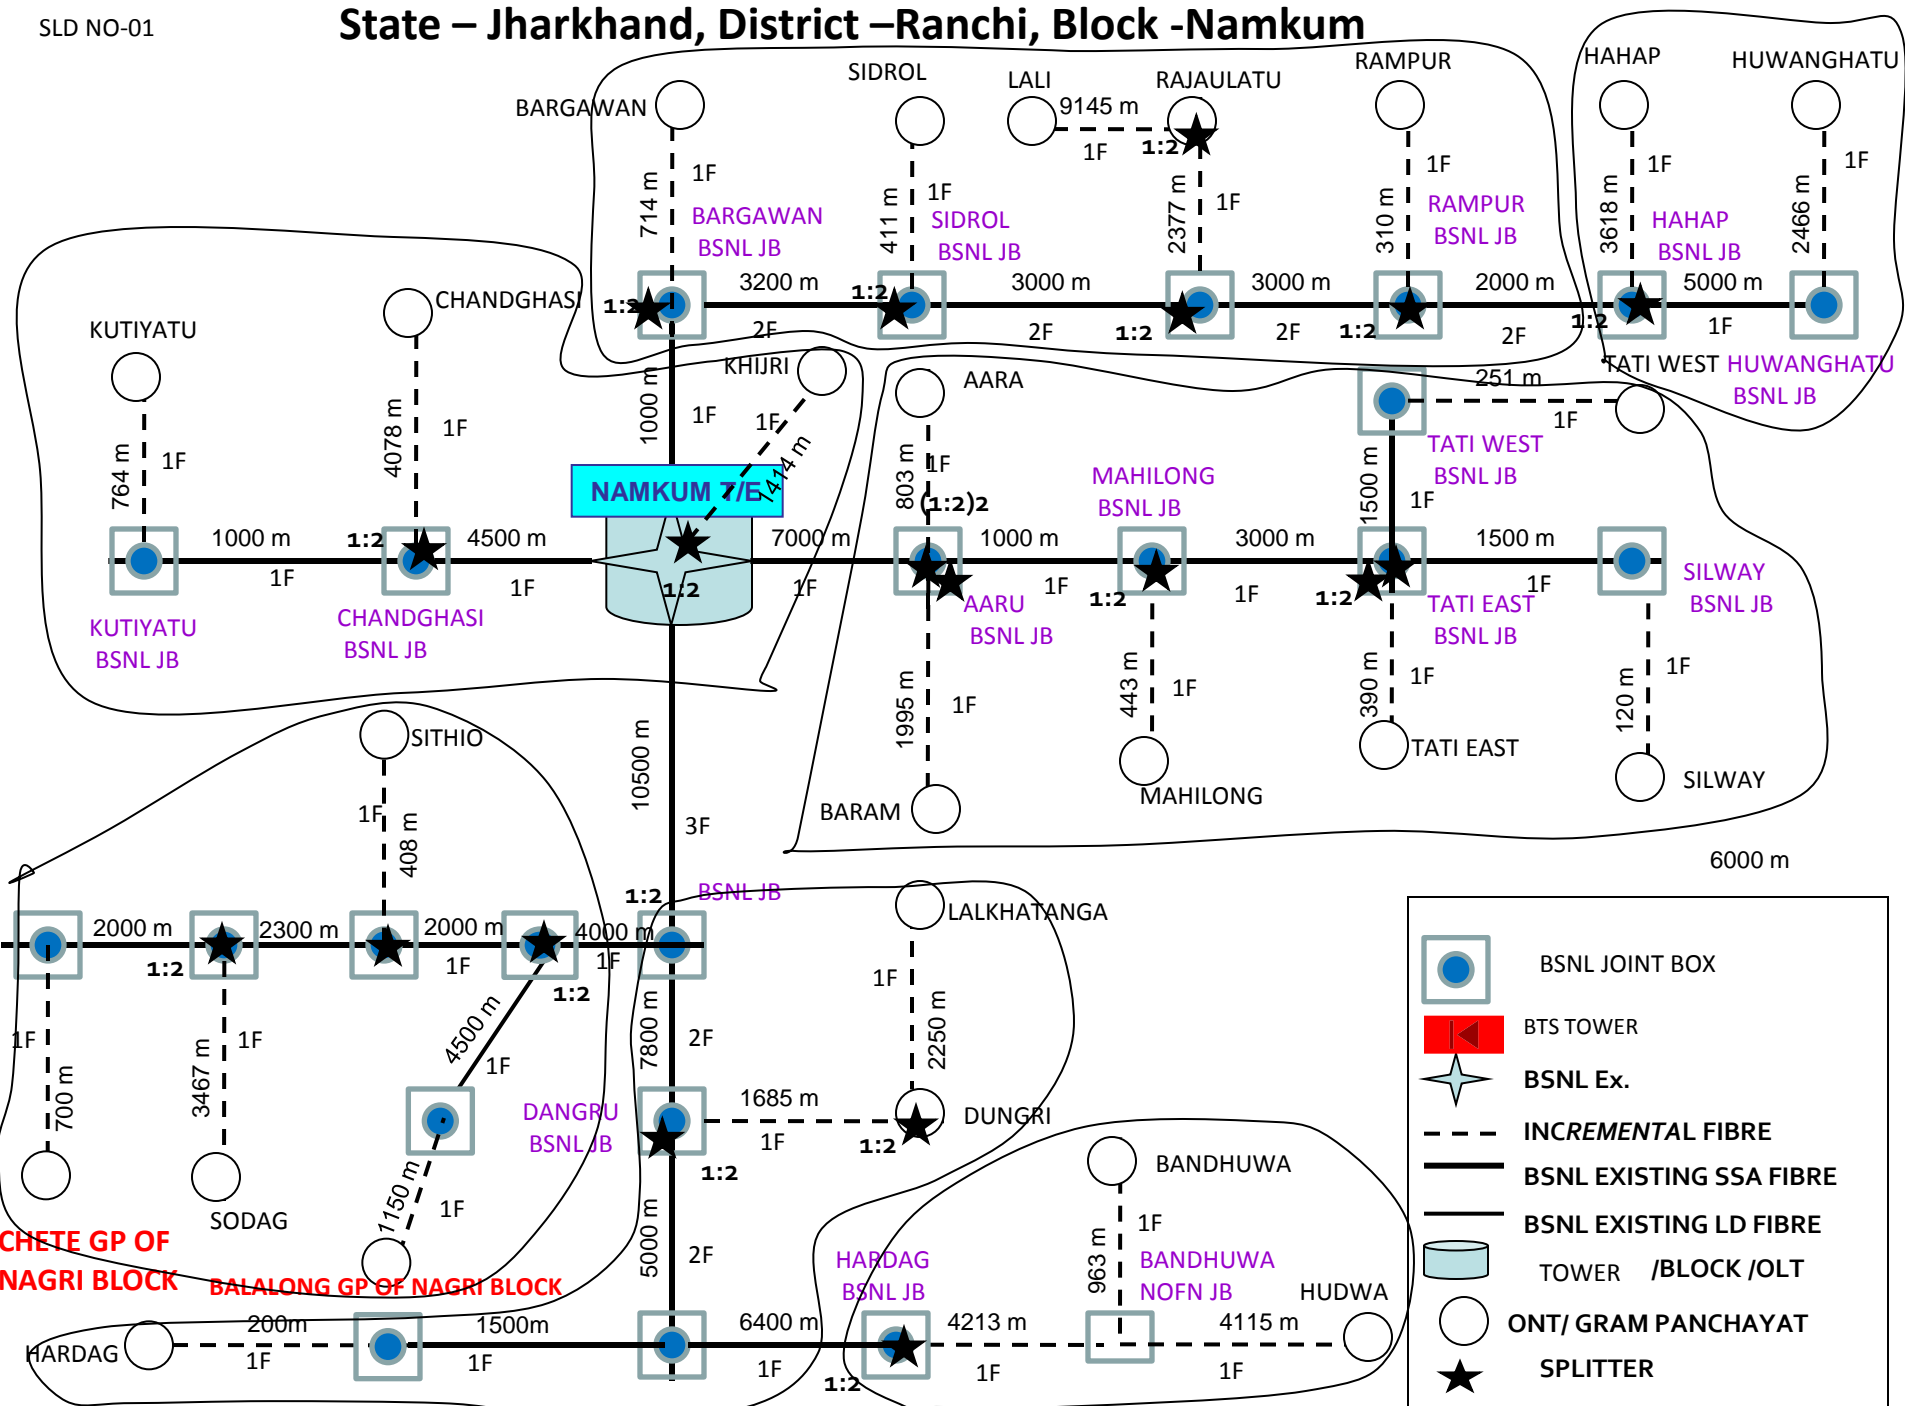 SLD NO-01
State – Jharkhand, District –Ranchi, Block -Namkum
BARGAWAN
SIDROL
LALI
RAJAULATU
RAMPUR
HAHAP
HUWANGHATU
9145 m
1F
1:2
714 m
1F
411 m
1F
2377 m
1F
310 m
1F
3618 m
1F
2466 m
1F
BARGAWAN
BSNL JB
SIDROL
BSNL JB
RAMPUR
BSNL JB
HAHAP
BSNL JB
1:2
3200 m
2F
1:2
3000 m
2F
1:2
3000 m
2F
1:2
2000 m
2F
1:2
5000 m
1F
HUWANGHATU
BSNL JB
KUTIYATU
CHANDGHASI
KHIJRI
AARA
TATI WEST
251 m
1F
764 m
1F
4078 m
1F
1000 m
1F
1F
1414 m
803 m
1F
(1:2)2
MAHILONG
BSNL JB
TATI WEST
BSNL JB
1500 m
1F
NAMKUM T/E
1:2
1000 m
1F
1:2
4500 m
1F
7000 m
1F
1000 m
1F
1:2
3000 m
1F
1:2
1500 m
1F
KUTIYATU
BSNL JB
CHANDGHASI
BSNL JB
AARU
BSNL JB
TATI EAST
BSNL JB
SILWAY
BSNL JB
1995 m
1F
443 m
1F
390 m
1F
120 m
1F
BARAM
MAHILONG
TATI EAST
SILWAY
6000 m
SITHIO
1F
408 m
10500 m
3F
1:2
BSNL JB
2000 m
1:2
2300 m
2000 m
1F
1:2
4000 m
1F
LALKHATANGA
1F
2250 m
7800 m
2F
1F
700 m
3467 m
1F
4500 m
1F
1150 m
1F
DANGRU
BSNL JB
1:2
1685 m
1F
1:2
DUNGRI
SODAG
CHETE GP OF
NAGRI BLOCK
BALALONG GP OF NAGRI BLOCK
5000 m
2F
HARDAG
BSNL JB
BANDHUWA
963 m
1F
BANDHUWA
NOFN JB
HUDWA
HARDAG
200m
1F
1500m
1F
6400 m
1F
1:2
4213 m
1F
4115 m
1F
BSNL JOINT BOX
BTS TOWER
BSNL Ex.
INCREMENTAL FIBRE
BSNL EXISTING SSA FIBRE
BSNL EXISTING LD FIBRE
TOWER /BLOCK /OLT
ONT/ GRAM PANCHAYAT
SPLITTER